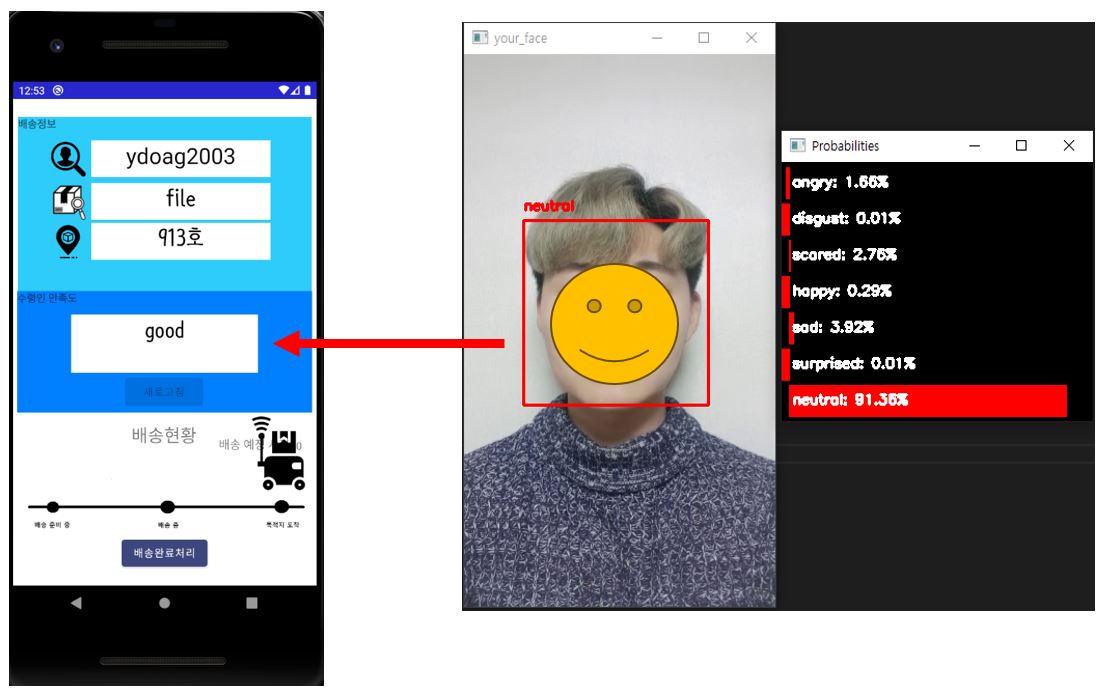 12:53
배송정보
ydoag2003
file
913호
수령인 만족도
good
새로고침
배송현황
배송 예정
배송 준비 중
배송 중
목적지 도착
배송완료처리
your_face
neutral
Probabilities
angry: 1.66%
disgust: 0.01%
scared: 2.76%
happy: 0.29%
sad: 3.92%
surprised: 0.01%
neutral: 91.36%